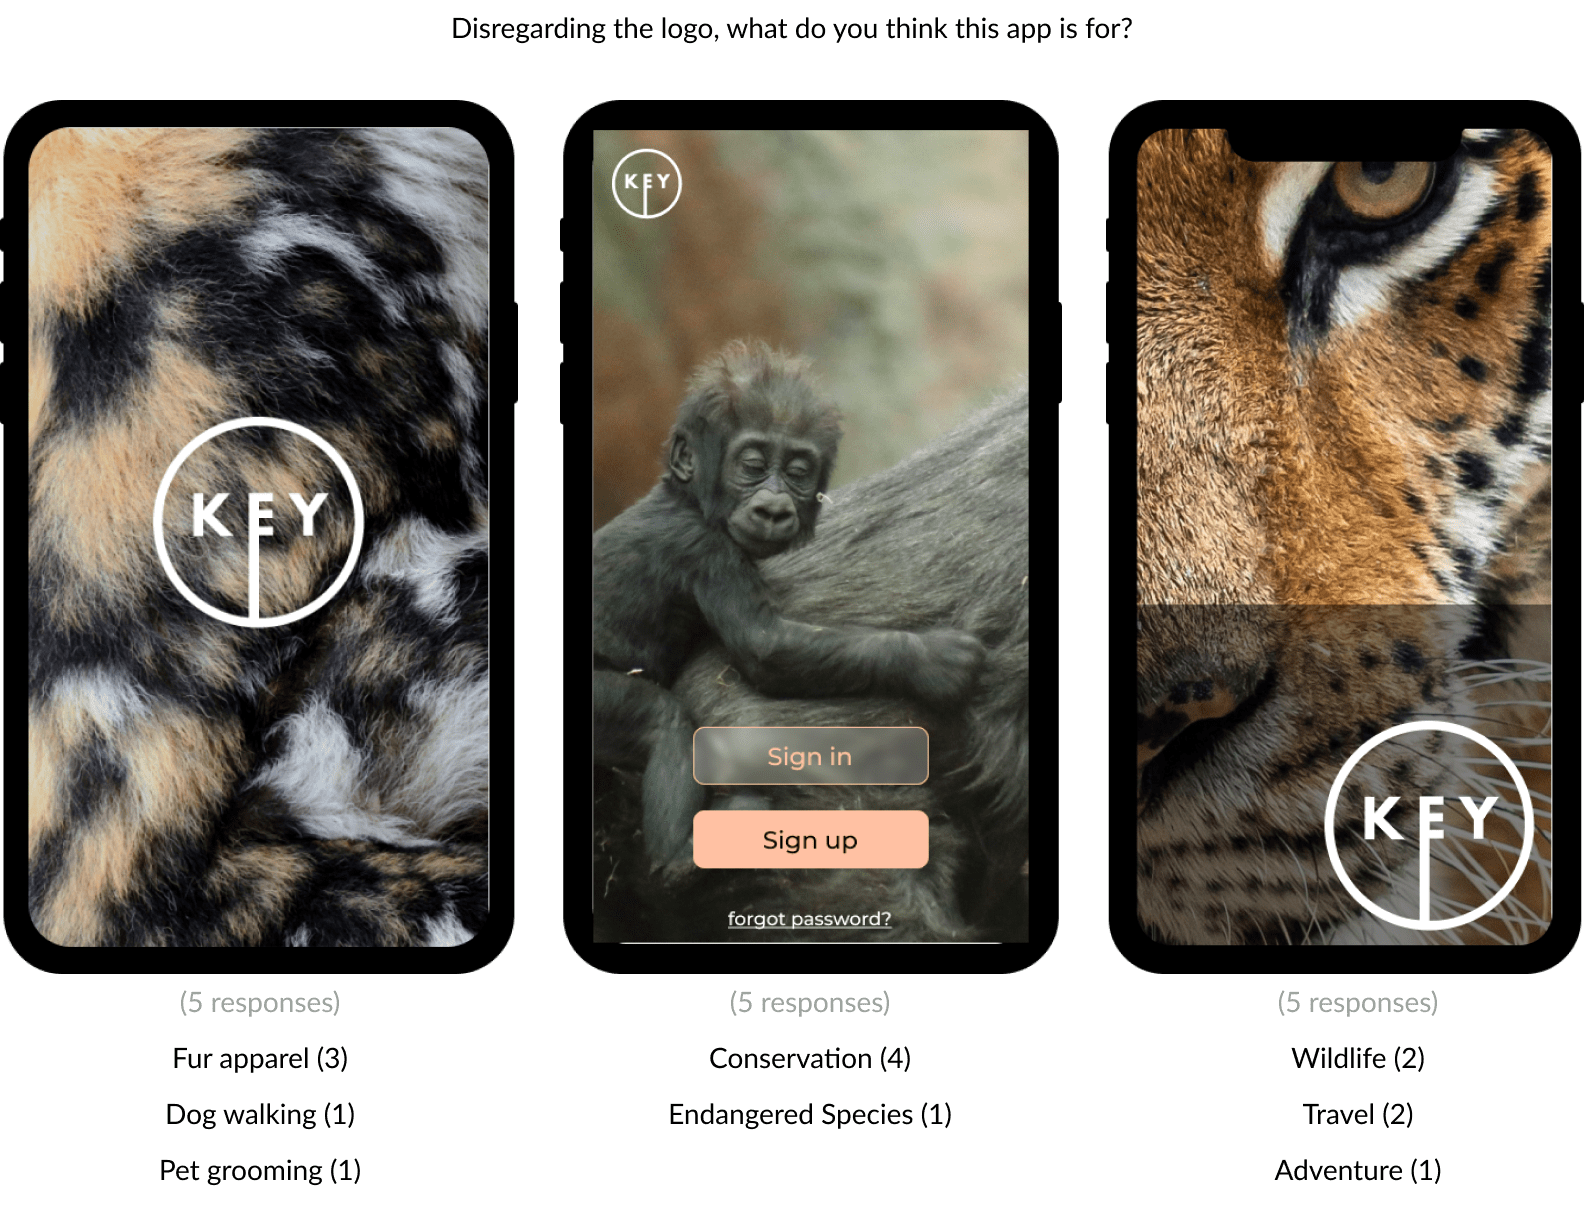 Disregarding the logo, what do you think this app is for?
KEY
(5 responses)
Fur apparel (3)
Dog walking (1)
Pet grooming (1)
KEY
Sign in
Sign up
forgot password?
(5 responses)
Conservation (4)
Endangered Species (1)
KEY
(5 responses)
Wildlife (2)
Travel (2)
Adventure (1)